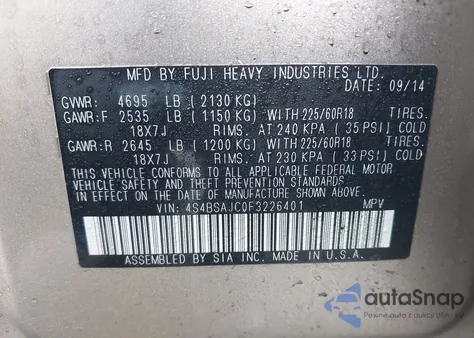 MFD BY FUJI HEAVY INDUSTRIES LTD.
DATE: 09/14
GVWR: 4695 LB ( 2130 KG)
GAWR:F 2535 LB ( 1150 KG) WITH 225/60R18 TIRES.
18X7J RIMS. AT 240 KPA ( 35 PSI) COLD
GAWR:R 2645 LB ( 1200 KG) WITH 225/60R18 TIRES.
18X7J RIMS. AT 230 KPA ( 33 PSI) COLD
THIS VEHICLE CONFORMS TO ALL APPLICABLE FEDERAL MOTOR
VEHICLE SAFETY AND THEFT PREVENTION STANDARDS IN EFFECT
ON THE DATE OF MANUFACTURE SHOWN ABOVE.
VIN: 4S4BSAJC0F3226401 MPV
ASSEMBLED BY SIA INC. MADE IN U.S.A.
autoSnap
Pewne auta z aukcji USA